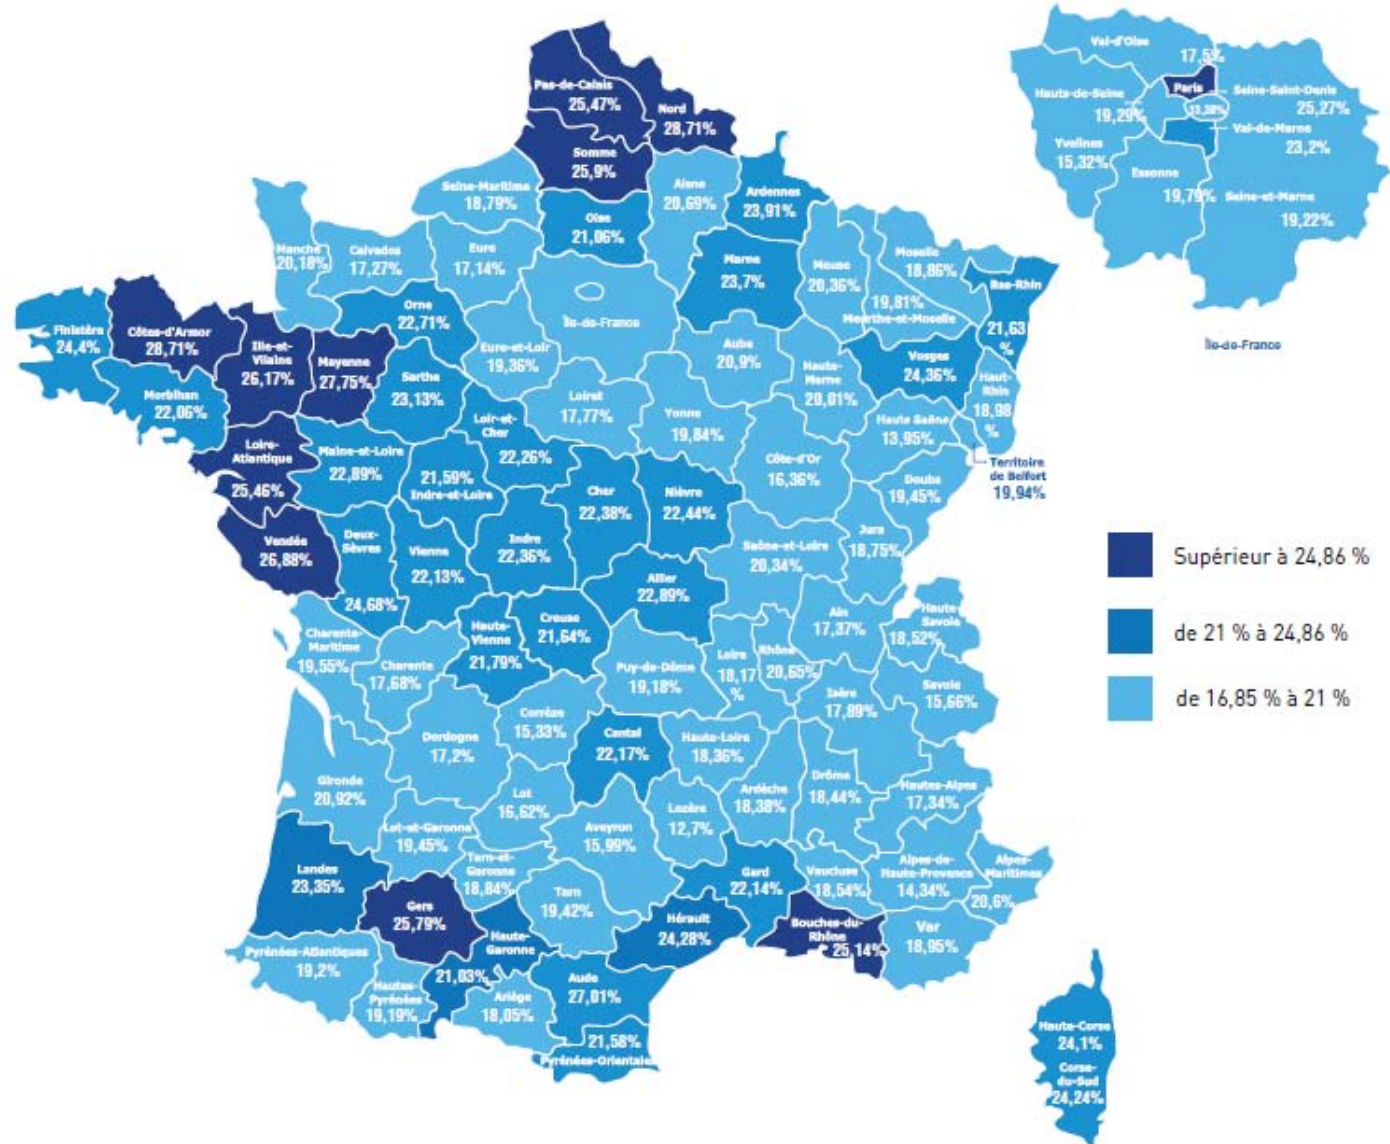 Pas-de-Calais
25,47%
Nord
28,71%
Somme
25,9%
Seine-Maritime
18,79%
Aisne
20,69%
Ardennes
23,91%
Oise
21,06%
Manche
20,18%
Calvados
17,27%
Eure
17,14%
Marne
23,7%
Meuse
20,36%
Moselle
18,86%
19,81%
Meurthe-et-Moselle
Bas-Rhin
21,63
%
Finistère
24,4%
Côtes-d'Armor
28,71%
Ille-et-
Vilaine
26,17%
Mayenne
27,75%
Orne
22,71%
Île-de-France
Eure-et-Loir
19,36%
Aube
20,9%
Haute-
Marne
20,01%
Vosges
24,36%
Haut-
Rhin
18,98
%
Morbihan
22,06%
Sarthe
23,13%
Loiret
17,77%
Yonne
19,84%
Haute Saône
13,95%
Territoire
de Belfort
19,94%
Loire-
Atlantique
25,46%
Maine-et-Loire
22,89%
21,59%
Indre-et-Loire
Loir-et-
Cher
22,26%
Cher
22,38%
Nièvre
22,44%
Côte-d'Or
16,36%
Doubs
19,45%
Vendée
26,88%
Deux-
Sèvres
24,68%
Vienne
22,13%
Indre
22,36%
Saône-et-Loire
20,34%
Jura
18,75%
Allier
22,89%
Charente-
Maritime
19,55%
Charente
17,68%
Haute-
Vienne
21,79%
Creuse
21,64%
Puy-de-Dôme
19,18%
Loire
18,17
%
Rhône
20,65%
Ain
17,37%
Haute-
Savoie
18,52%
Savoie
15,66%
Isère
17,89%
Corrèze
15,33%
Dordogne
17,2%
Cantal
22,17%
Haute-Loire
18,36%
Gironde
20,92%
Lot
16,62%
Aveyron
15,99%
Lozère
12,7%
Ardèche
18,38%
Drôme
18,44%
Hautes-Alpes
17,34%
Lot-et-Garonne
19,45%
Landes
23,35%
Gers
25,79%
Tarn-et-
Garonne
18,84%
Tarn
19,42%
Gard
22,14%
Vaucluse
18,54%
Alpes-de-
Haute-Provence
14,34%
Alpes-
Maritimes
20,6%
Haute-
Garonne
21,03%
Hérault
24,28%
Bouches-du-
Rhône
25,14%
Var
18,95%
Pyrénées-Atlantiques
19,2%
Hautes-
Pyrénées
19,19%
Ariège
18,05%
Aude
27,01%
21,58%
Pyrénées-Orientales
Haute-Corse
24,1%
Corse-
du-Sud
24,24%
Val-d'Oise
17,5%
Hauts-de-Seine
19,29%
Paris
13,38%
Seine-Saint-Denis
25,27%
Val-de-Marne
23,2%
Yvelines
15,32%
Essonne
19,79%
Seine-et-Marne
19,22%
Île-de-France
Supérieur à 24,86 %
de 21 % à 24,86 %
de 16,85 % à 21 %